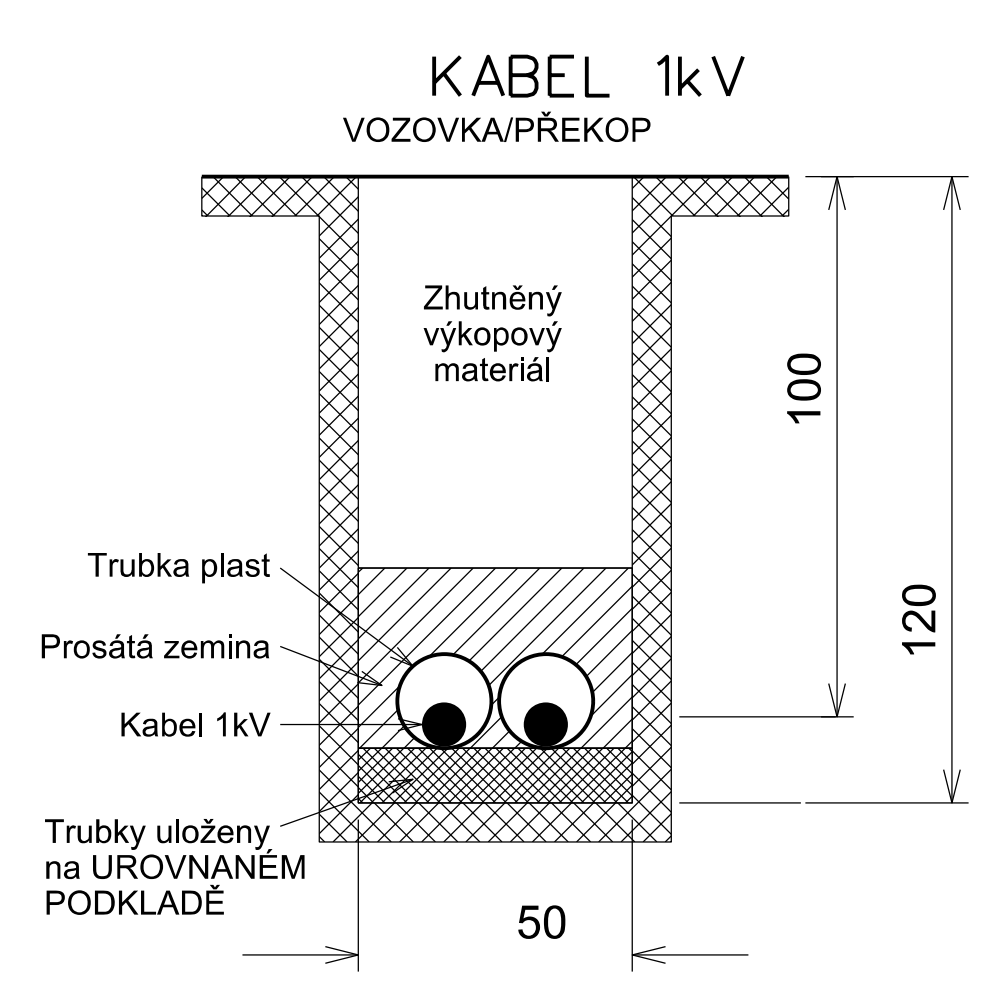 KABEL 1kV
VOZOVKA/PŘEKOP
Zhutněný
výkopový
materiál
100
Trubka plast
120
Prosátá zemina
Kabel 1kV
Trubky uloženy
na UROVNANÉM
PODKLADĚ
50